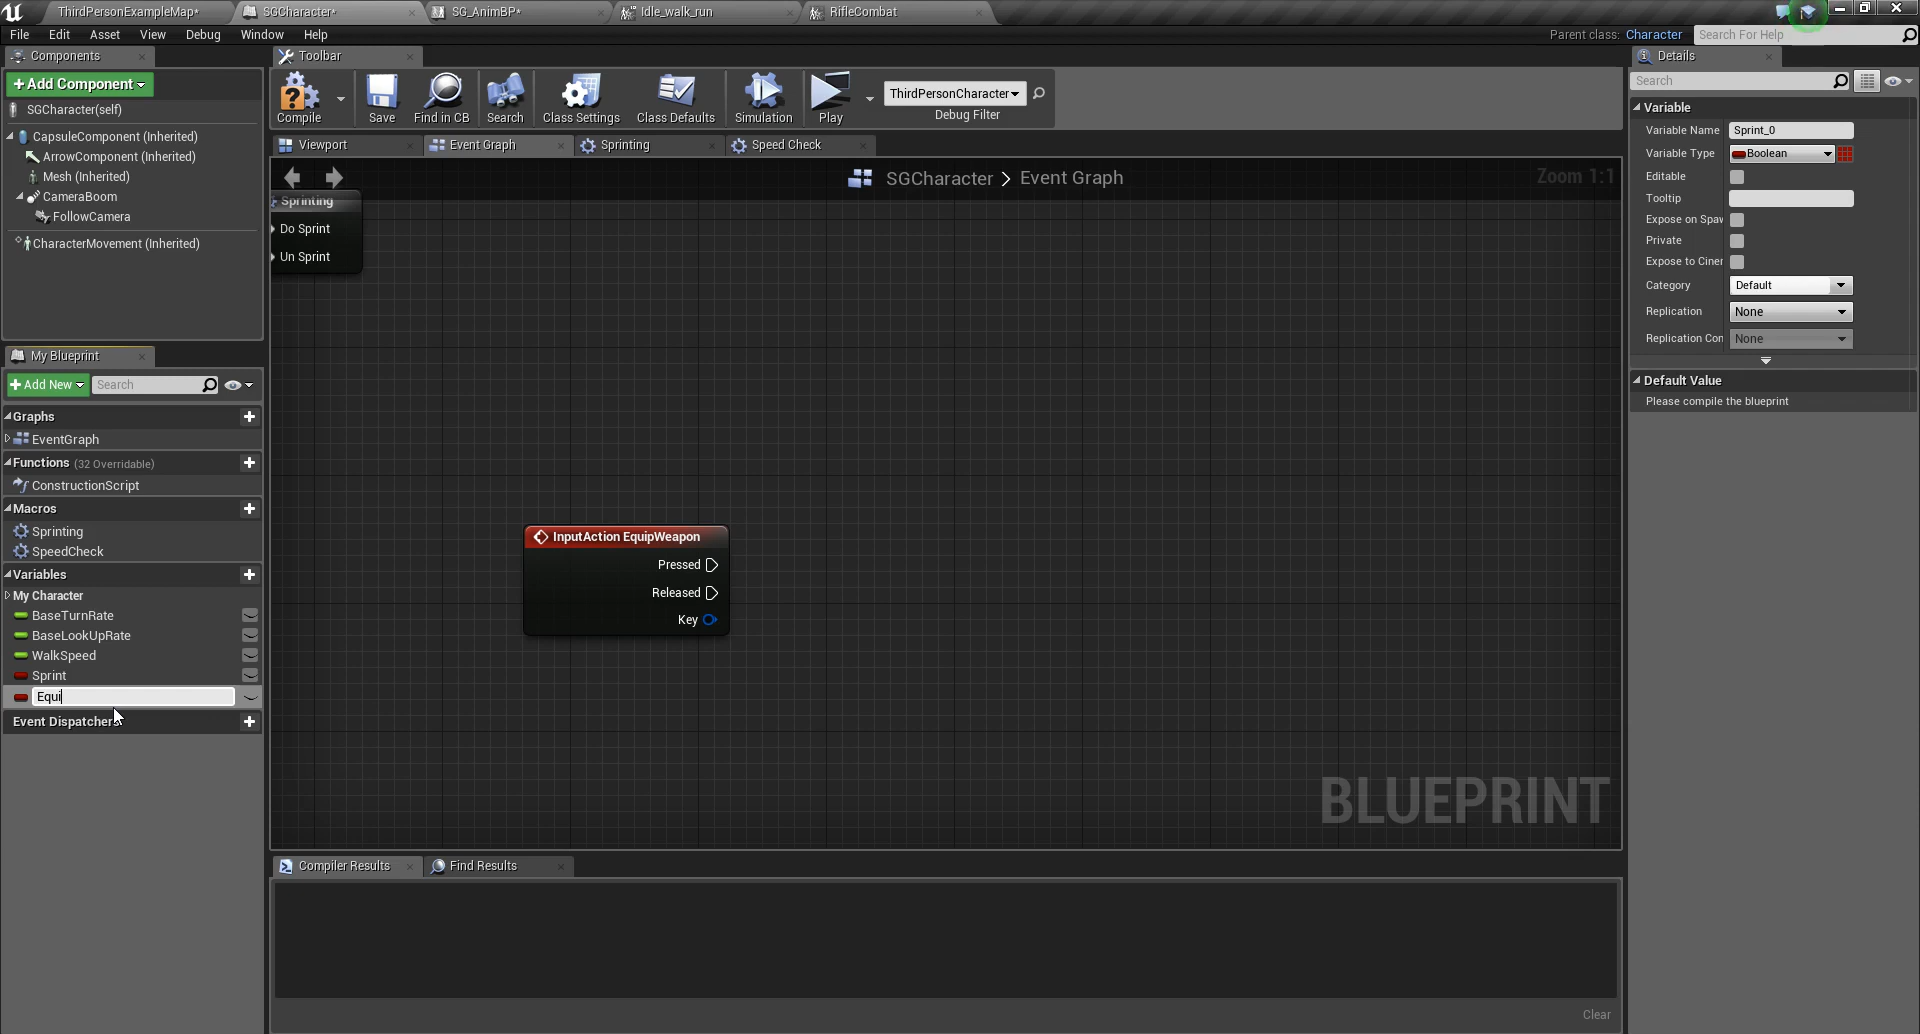 ThirdPersonExampleMap*
SGCharacter*
SG_AnimBP*
Idle_walk_run
RifleCombat
File Edit Asset View Debug Window Help
Parent class: Character
Search For Help
Components
+Add Component
SGCharacter(self)
CapsuleComponent (Inherited)
ArrowComponent (Inherited)
Mesh (Inherited)
CameraBoom
FollowCamera
CharacterMovement (Inherited)
My Blueprint
+Add New
Search
Graphs
EventGraph
Functions (32 Overridable)
ConstructionScript
Macros
Sprinting
SpeedCheck
Variables
My Character
BaseTurnRate
BaseLookUpRate
WalkSpeed
Sprint
Equi
Event Dispatchers
Toolbar
Compile
Save
Find in CB
Search
Class Settings
Class Defaults
Simulation
Play
ThirdPersonCharacter
Debug Filter
Viewport
Event Graph
Sprinting
Speed Check
SGCharacter > Event Graph
Zoom 1:1
Sprinting
Do Sprint
Un Sprint
InputAction EquipWeapon
Pressed
Released
Key
BLUEPRINT
Compiler Results
Find Results
Clear
Details
Search
Variable
Variable Name Sprint_0
Variable Type Boolean
Editable
Tooltip
Expose on Spaw
Private
Expose to Ciner
Category Default
Replication None
Replication Con None
Default Value
Please compile the blueprint